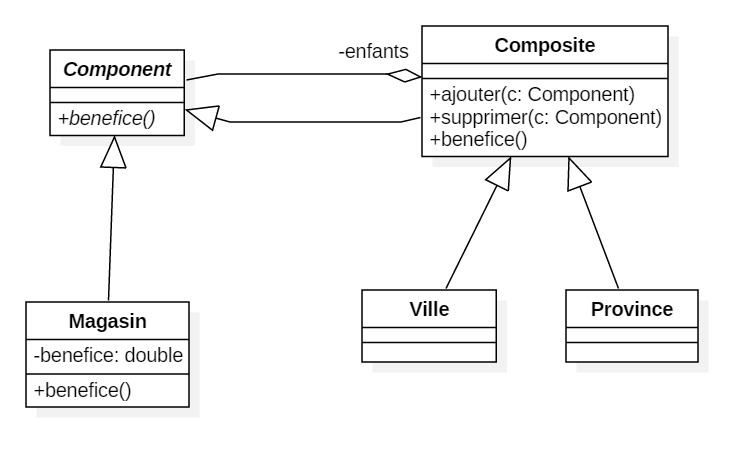 -enfants
Component
+benefice()
Composite
+ajouter(c: Component)
+supprimer(c: Component)
+benefice()
Magasin
-benefice: double
+benefice()
Ville
Province